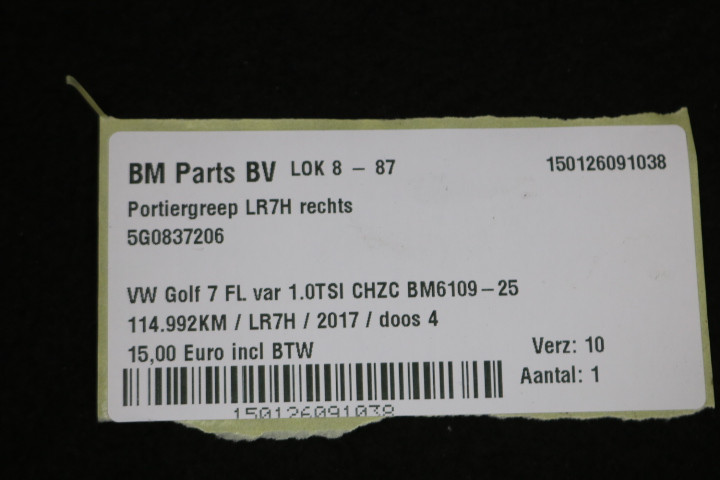 BM Parts BV LOK 8 - 87 150126091038
Portiergreep LR7H rechts
5G0837206
VW Golf 7 FL var 1.0TSI CHZC BM6109-25
114.992KM / LR7H / 2017 / doos 4
15,00 Euro incl BTW Verz: 10
Aantal: 1
150126091038